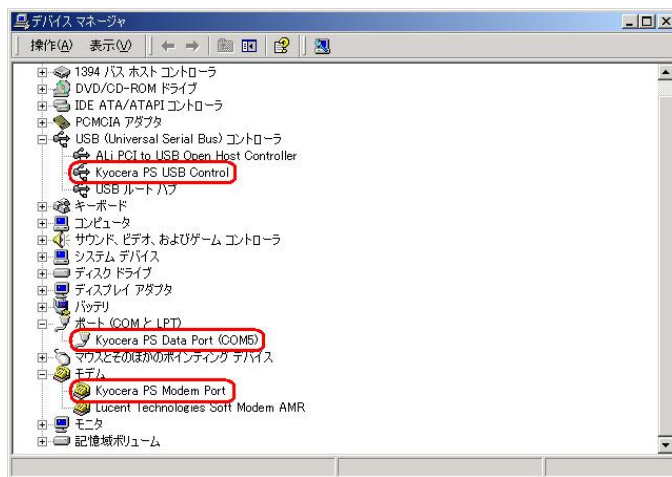 デバイス マネージャ
操作(A) 表示(V)
1394 バス ホスト コントローラ
DVD/CD-ROM ドライブ
IDE ATA/ATAPI コントローラ
PCMCIA アダプタ
USB (Universal Serial Bus) コントローラ
ALi PCI to USB Open Host Controller
Kyocera PS USB Control
USB ルート ハブ
キーボード
コンピュータ
サウンド、ビデオ、およびゲーム コントローラ
システム デバイス
ディスク ドライブ
ディスプレイ アダプタ
バッテリ
ポート (COM と LPT)
Kyocera PS Data Port (COM5)
マウスとそのほかのポインティング デバイス
モデム
Kyocera PS Modem Port
Lucent Technologies Soft Modem AMR
モニタ
記憶域ボリューム